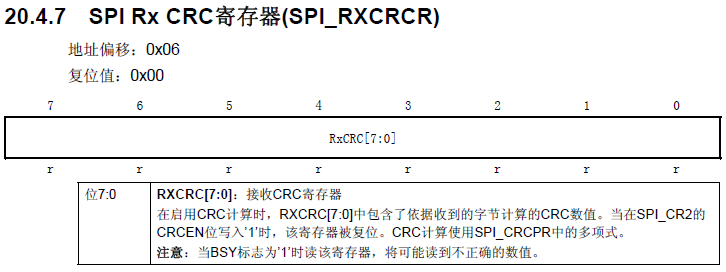 20.4.7 SPI Rx CRC寄存器(SPI_RXCRCR)
地址偏移：0x06
复位值：0x00
7 6 5 4 3 2 1 0
RxCRC[7:0]
r r r r r r r r
位7:0 RXCRC[7:0]：接收CRC寄存器
在启用CRC计算时，RXCRC[7:0]中包含了依据收到的字节计算的CRC数值。当在SPI_CR2的
CRCEN位写入'1'时，该寄存器被复位。CRC计算使用SPI_CRCPR中的多项式。
注意：当BSY标志为'1'时读该寄存器，将可能读到不正确的数值。